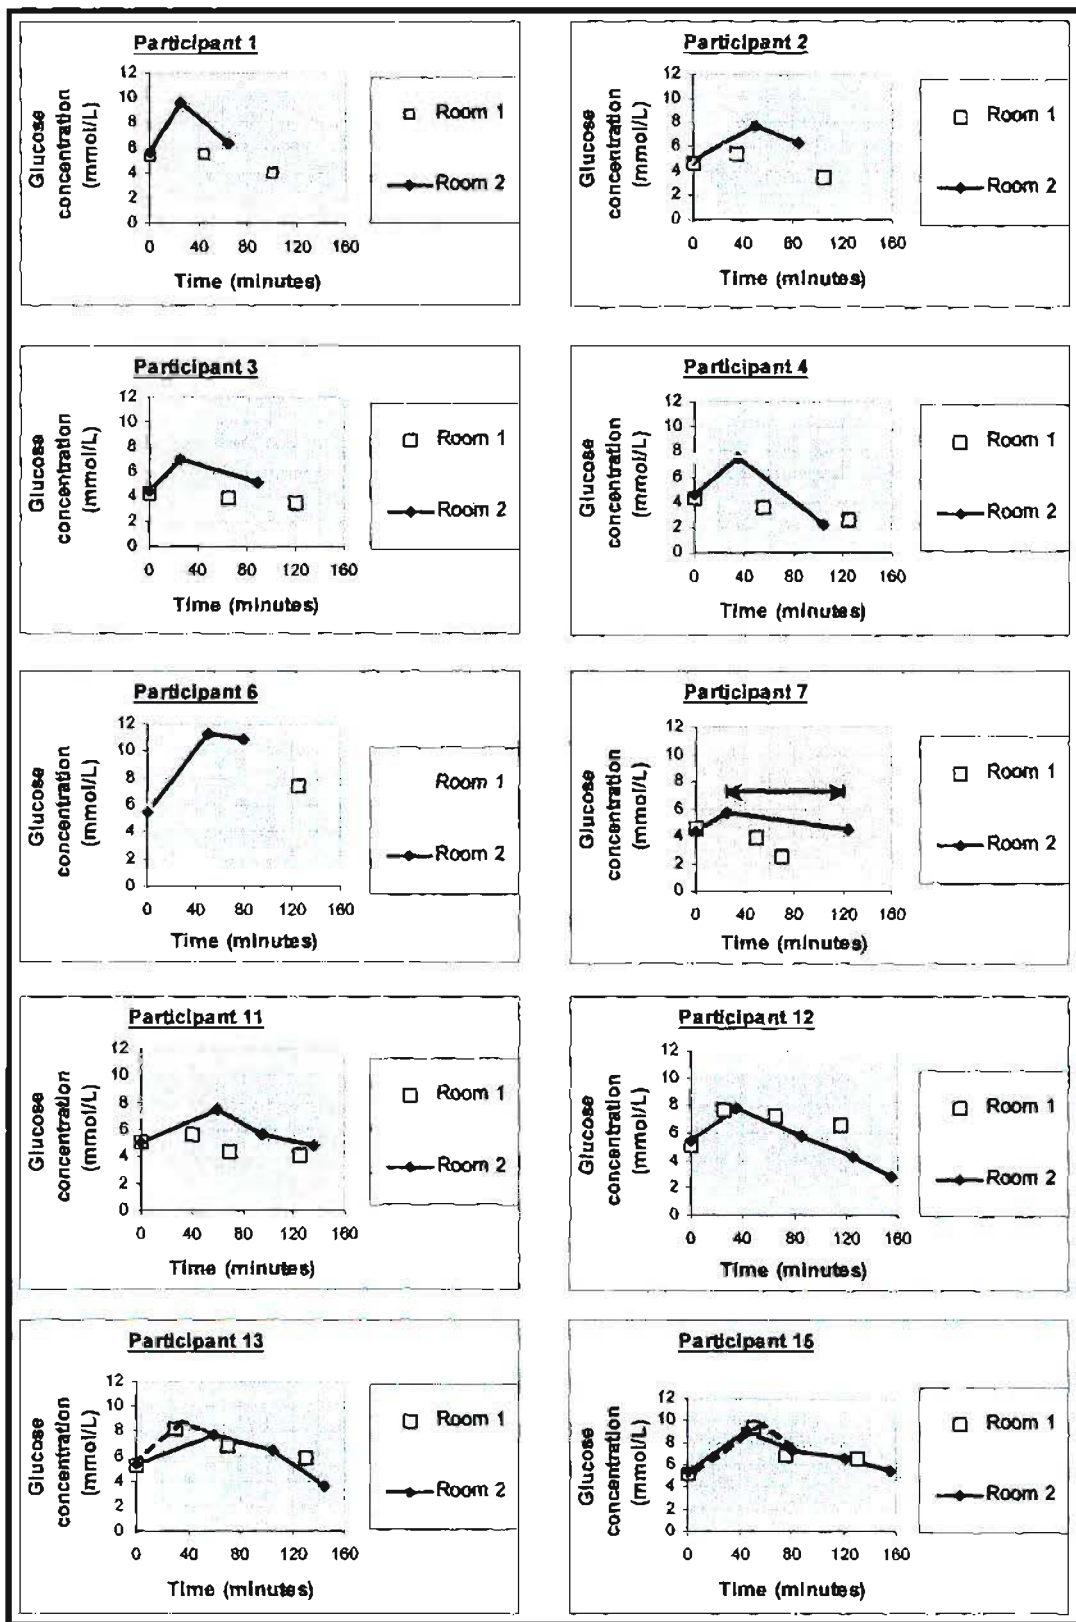 Participant 1
Glucose concentration (mmol/L)
12
10
8
6
4
2
0
0 40 80 120 160
Time (minutes)
Room 1
Room 2
Participant 2
Glucose concentration (mmol/L)
12
10
8
6
4
2
0
0 40 80 120 160
Time (minutes)
Room 1
Room 2
Participant 3
Glucose concentration (mmol/L)
12
10
8
6
4
2
0
0 40 80 120 160
Time (minutes)
Room 1
Room 2
Participant 4
Glucose concentration (mmol/L)
12
10
8
6
4
2
0
0 40 80 120 160
Time (minutes)
Room 1
Room 2
Participant 6
Glucose concentration (mmol/L)
12
10
8
6
4
2
0
0 40 80 120 160
Time (minutes)
Room 1
Room 2
Participant 7
Glucose concentration (mmol/L)
12
10
8
6
4
2
0
0 40 80 120 160
Time (minutes)
Room 1
Room 2
Participant 11
Glucose concentration (mmol/L)
12
10
8
6
4
2
0
0 40 80 120 160
Time (minutes)
Room 1
Room 2
Participant 12
Glucose concentration (mmol/L)
12
10
8
6
4
2
0
0 40 80 120 160
Time (minutes)
Room 1
Room 2
Participant 13
Glucose concentration (mmol/L)
12
10
8
6
4
2
0
0 40 80 120 160
Time (minutes)
Room 1
Room 2
Participant 15
Glucose concentration (mmol/L)
12
10
8
6
4
2
0
0 40 80 120 160
Time (minutes)
Room 1
Room 2